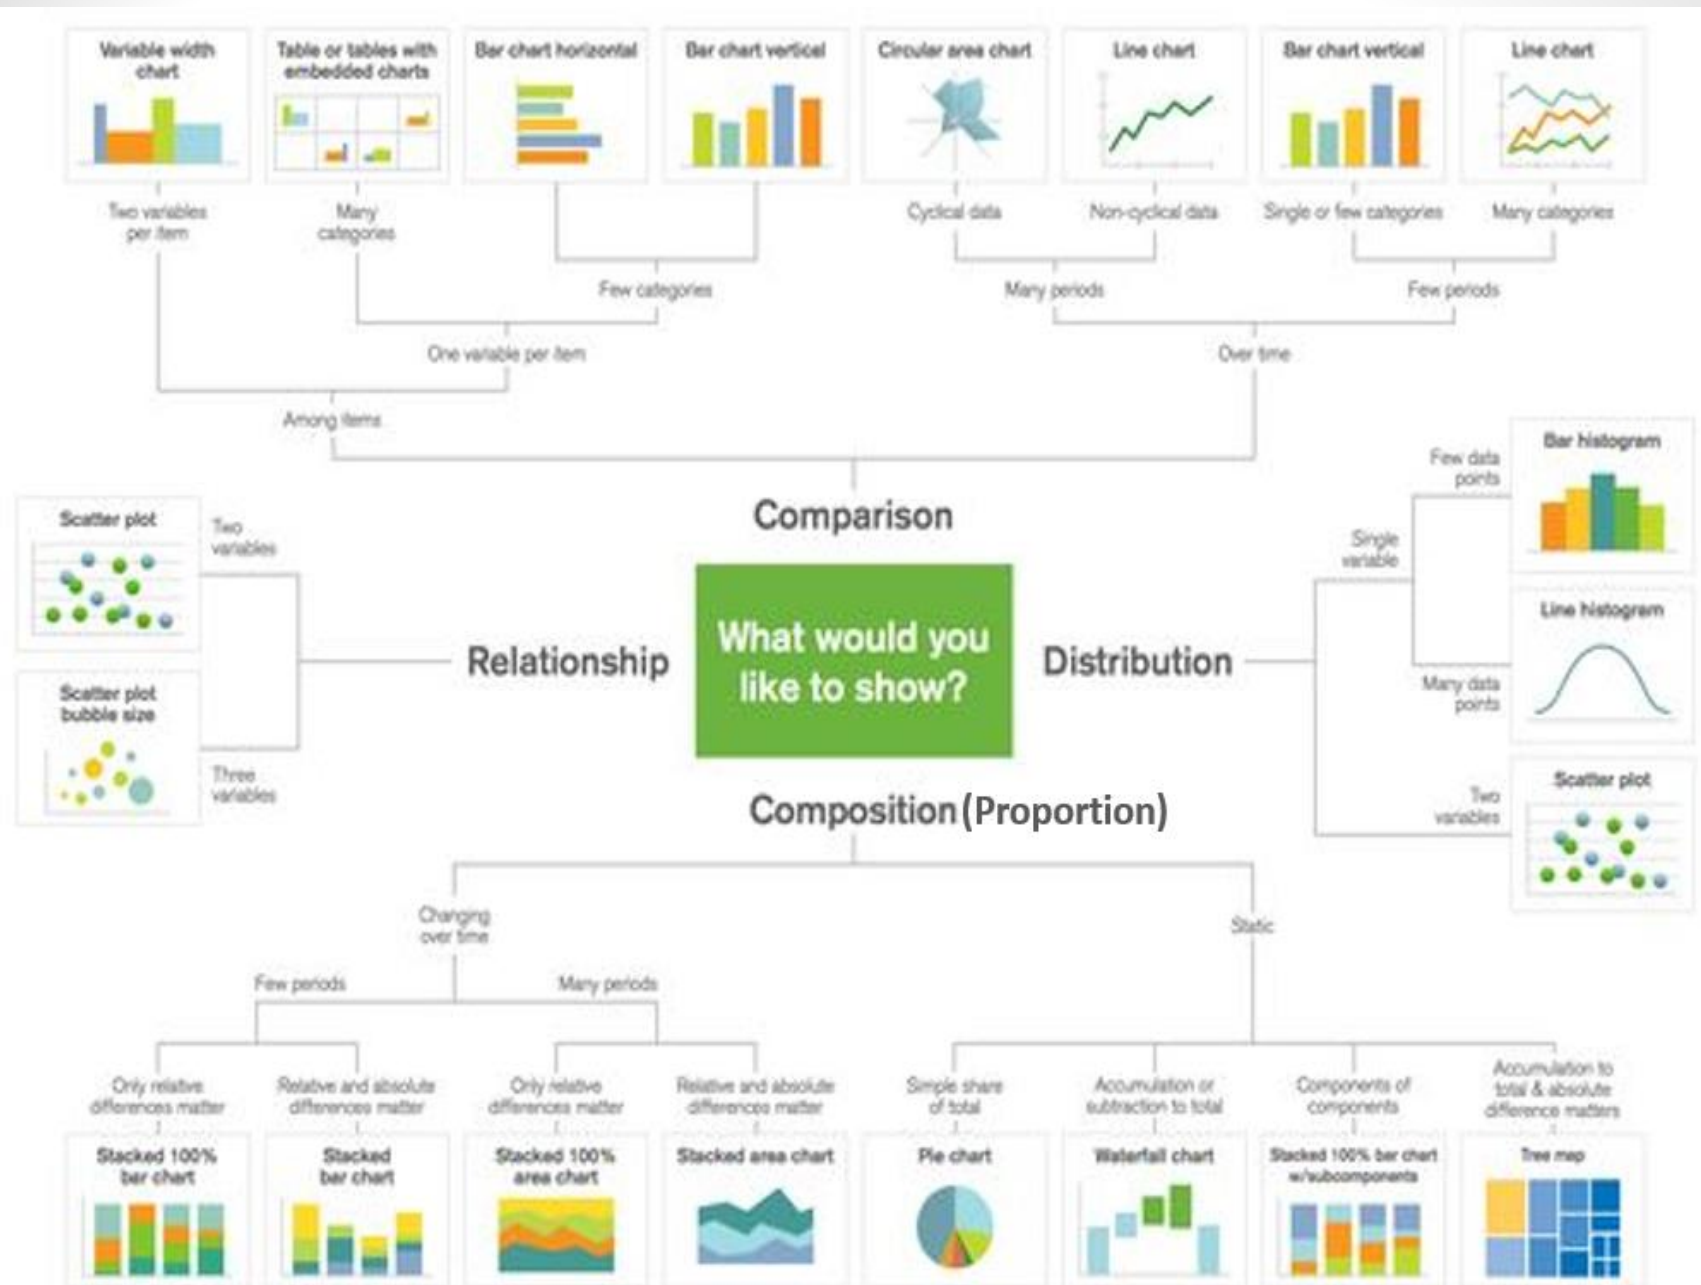 Variable width
chart
Table or tables with
embedded charts
Bar chart horizontal
Bar chart vertical
Circular area chart
Line chart
Bar chart vertical
Line chart
Two variables
per item
Many
categories
Cyclical data
Non-cyclical data
Single or few categories
Many categories
Few categories
Many periods
Few periods
One variable per item
Over time
Among items
Comparison
Scatter plot
Two
variables
Scatter plot
bubble size
Three
variables
Relationship
What would you
like to show?
Distribution
Single
variable
Few data
points
Bar histogram
Many data
points
Line histogram
Two
variables
Scatter plot
Composition (Proportion)
Changing
over time
Static
Few periods
Many periods
Only relative
differences matter
Relative and absolute
differences matter
Only relative
differences matter
Relative and absolute
differences matter
Simple share
of total
Accumulation or
subtraction to total
Components of
components
Accumulation to
total & absolute
difference matters
Stacked 100%
bar chart
Stacked
bar chart
Stacked 100%
area chart
Stacked area chart
Pie chart
Waterfall chart
Stacked 100% bar chart
w/subcomponents
Tree map